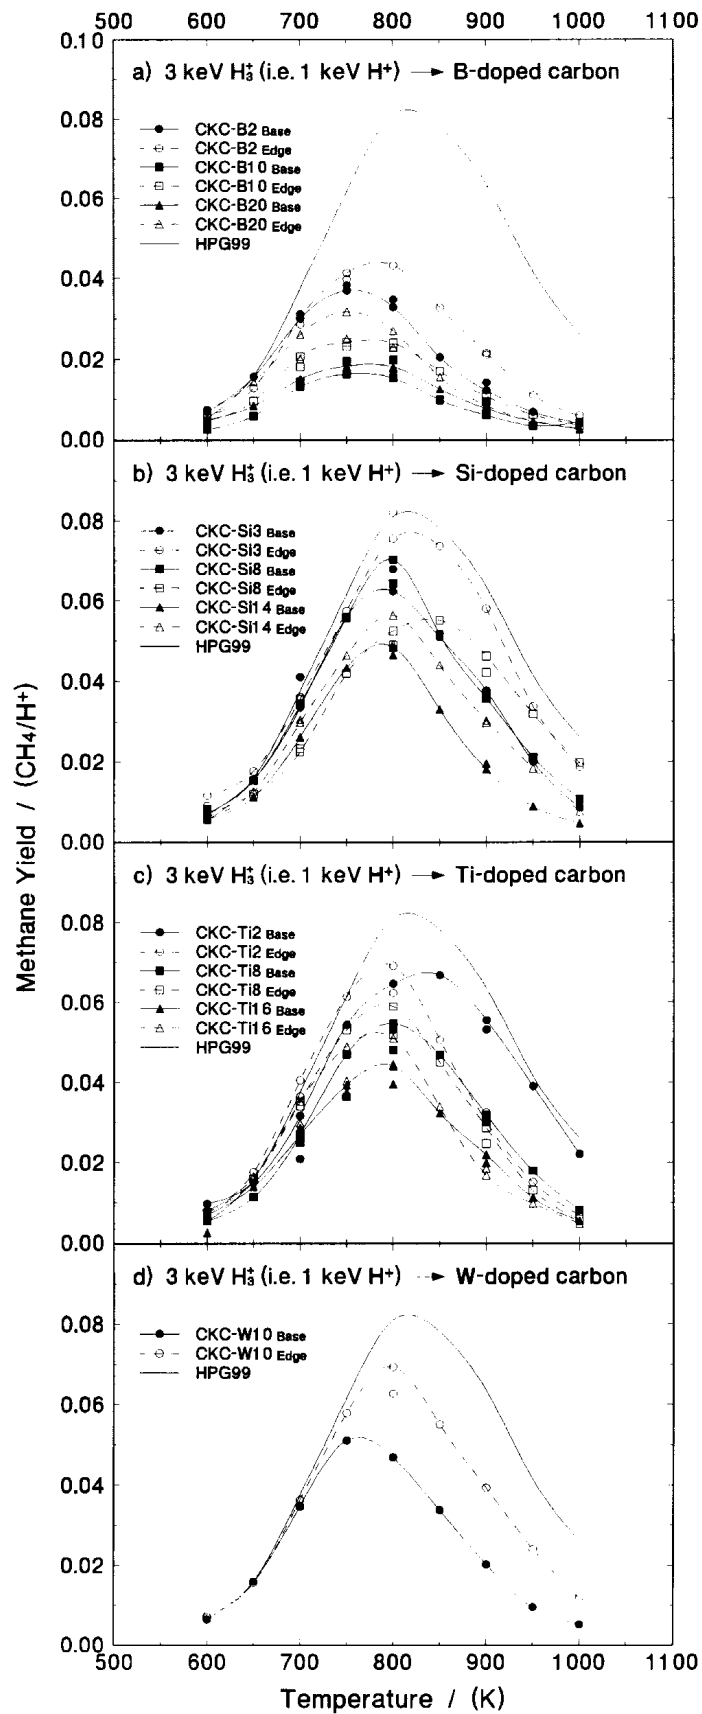 500 600 700 800 900 1000 1100
0.10
a) 3 keV H₃⁺ (i.e. 1 keV H⁺) → B-doped carbon
CKC-B2 Base
CKC-B2 Edge
CKC-B10 Base
CKC-B10 Edge
CKC-B20 Base
CKC-B20 Edge
HPG99
0.08
0.06
0.04
0.02
0.00
b) 3 keV H₃⁺ (i.e. 1 keV H⁺) → Si-doped carbon
CKC-Si3 Base
CKC-Si3 Edge
CKC-Si8 Base
CKC-Si8 Edge
CKC-Si14 Base
CKC-Si14 Edge
HPG99
0.08
0.06
0.04
0.02
0.00
Methane Yield / (CH₄/H⁺)
c) 3 keV H₃⁺ (i.e. 1 keV H⁺) → Ti-doped carbon
CKC-Ti2 Base
CKC-Ti2 Edge
CKC-Ti8 Base
CKC-Ti8 Edge
CKC-Ti16 Base
CKC-Ti16 Edge
HPG99
0.08
0.06
0.04
0.02
0.00
d) 3 keV H₃⁺ (i.e. 1 keV H⁺) → W-doped carbon
CKC-W10 Base
CKC-W10 Edge
HPG99
0.08
0.06
0.04
0.02
0.00
500 600 700 800 900 1000 1100
Temperature / (K)